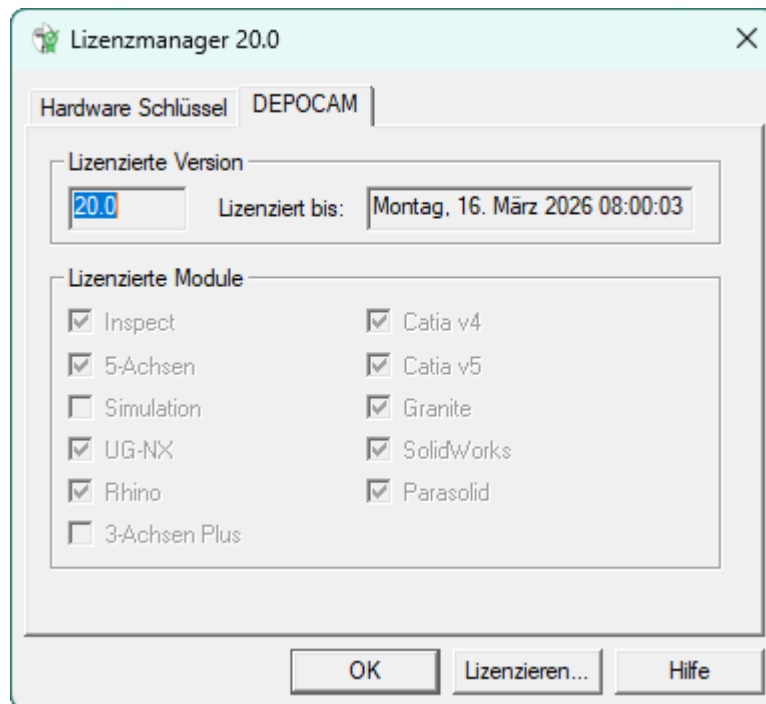 Lizenzmanager 20.0
Hardware Schlüssel DEPOCAM
Lizenzierte Version
20.0 Lizenziert bis: Montag, 16. März 2026 08:00:03
Lizenzierte Module
Inspect Catia v4
5-Achsen Catia v5
Simulation Granite
UG-NX SolidWorks
Rhino Parasolid
3-Achsen Plus
OK Lizenzieren... Hilfe